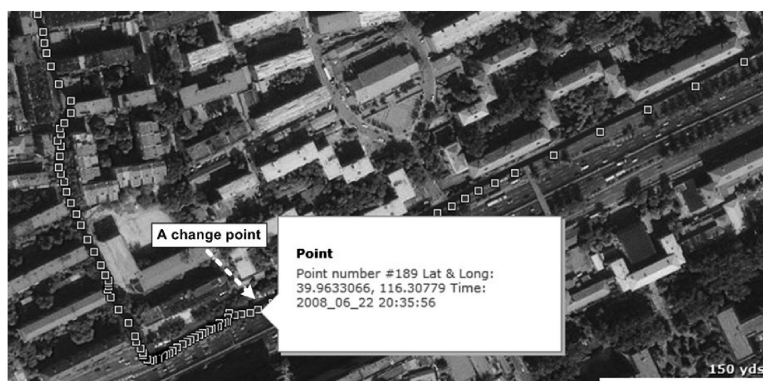 A change point
Point
Point number #189 Lat & Long:
39.9633066, 116.30779 Time:
2008_06_22 20:35:56
150 yds